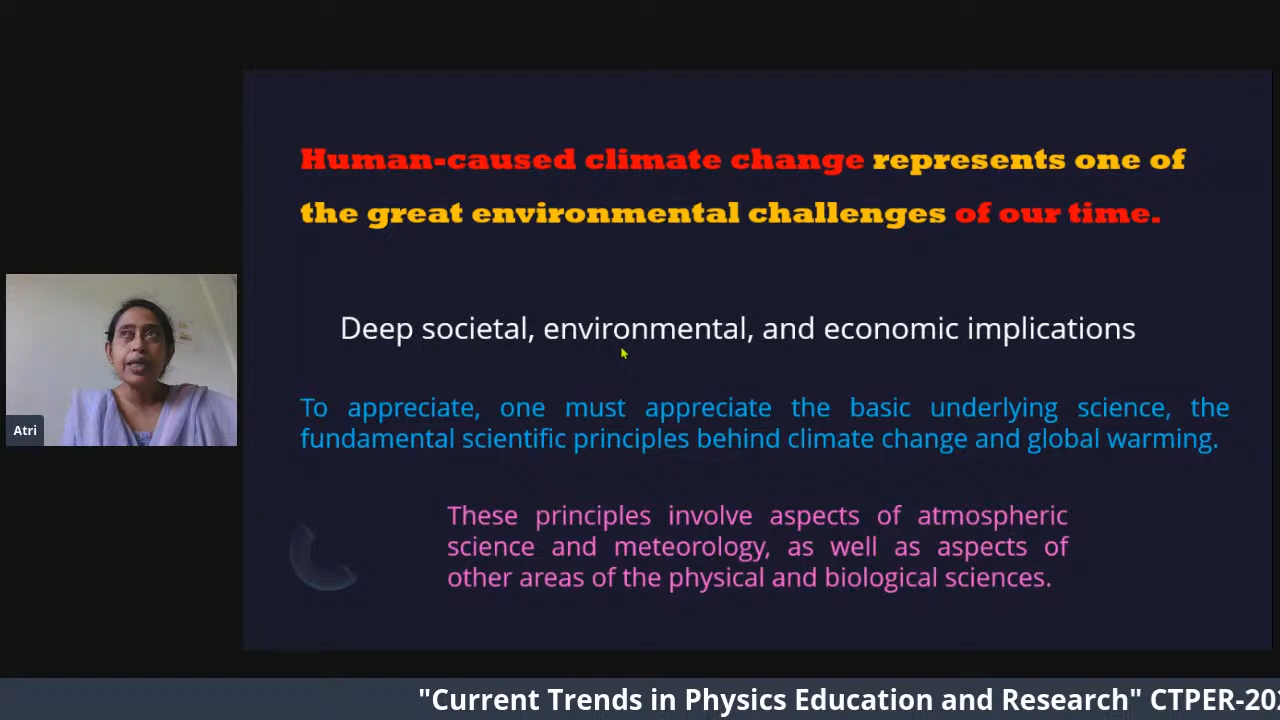 Human-caused climate change represents one of
the great environmental challenges of our time.
Deep societal, environmental, and economic implications
To appreciate, one must appreciate the basic underlying science, the
fundamental scientific principles behind climate change and global warming.
These principles involve aspects of atmospheric
science and meteorology, as well as aspects of
other areas of the physical and biological sciences.
Atri
"Current Trends in Physics Education and Research" CTPER-202